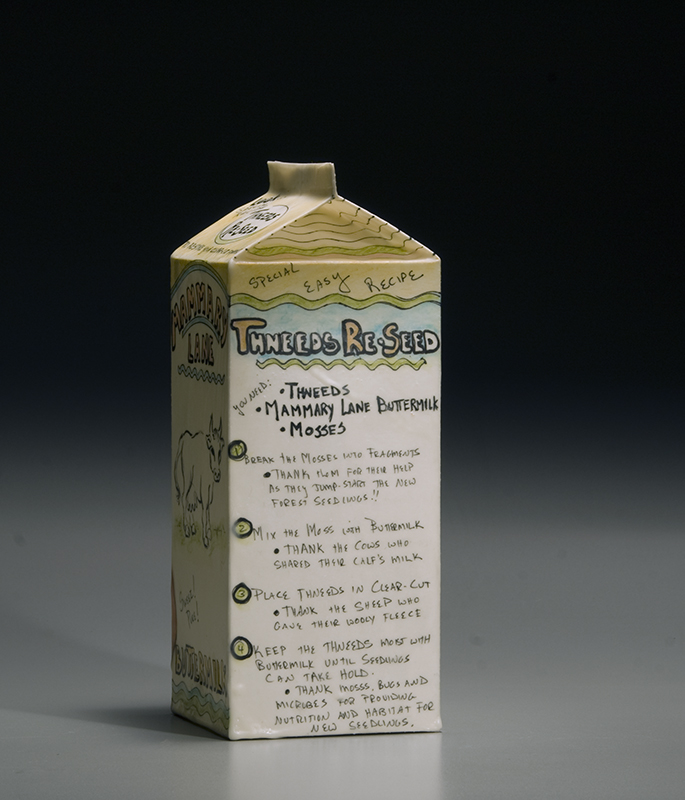 THNEEDS
RE-SEED
MAMMARY
LANE
BUTTERMILK
SPECIAL EASY RECIPE
THNEEDS RE-SEED
YOU NEED:
• THNEEDS
• MAMMARY LANE BUTTERMILK
• MOSSES
1 BREAK THE MOSSES INTO FRAGMENTS
• THANK THEM FOR THEIR HELP
AS THEY JUMP-START THE NEW
FOREST SEEDLINGS!!
2 MIX THE MOSS WITH BUTTERMILK
• THANK THE COWS WHO
SHARED THEIR CALF'S MILK
3 PLACE THNEEDS IN CLEAR-CUT
• THANK THE SHEEP WHO
GAVE THEIR WOOLY FLEECE
4 KEEP THE THNEEDS MOIST WITH
BUTTERMILK UNTIL SEEDLINGS
CAN TAKE HOLD.
• THANK MOSSS, BUGS AND
MICROBES FOR PROVIDING
NUTRITION AND HABITAT FOR
NEW SEEDLINGS.